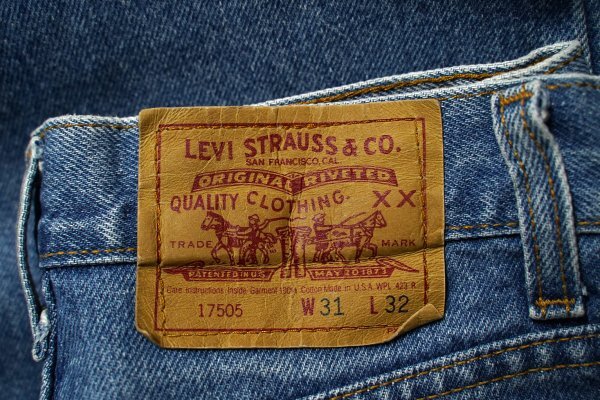 LEVI STRAUSS & CO.
SAN FRANCISCO, CAL.
ORIGINAL RIVETED
QUALITY CLOTHING XX
TRADE MARK
PATENTED IN U.S. MAY 20 1873
Care Instructions Inside Garment 100% Cotton Made in U.S.A. WPL 423 R
17505 W 31 L 32